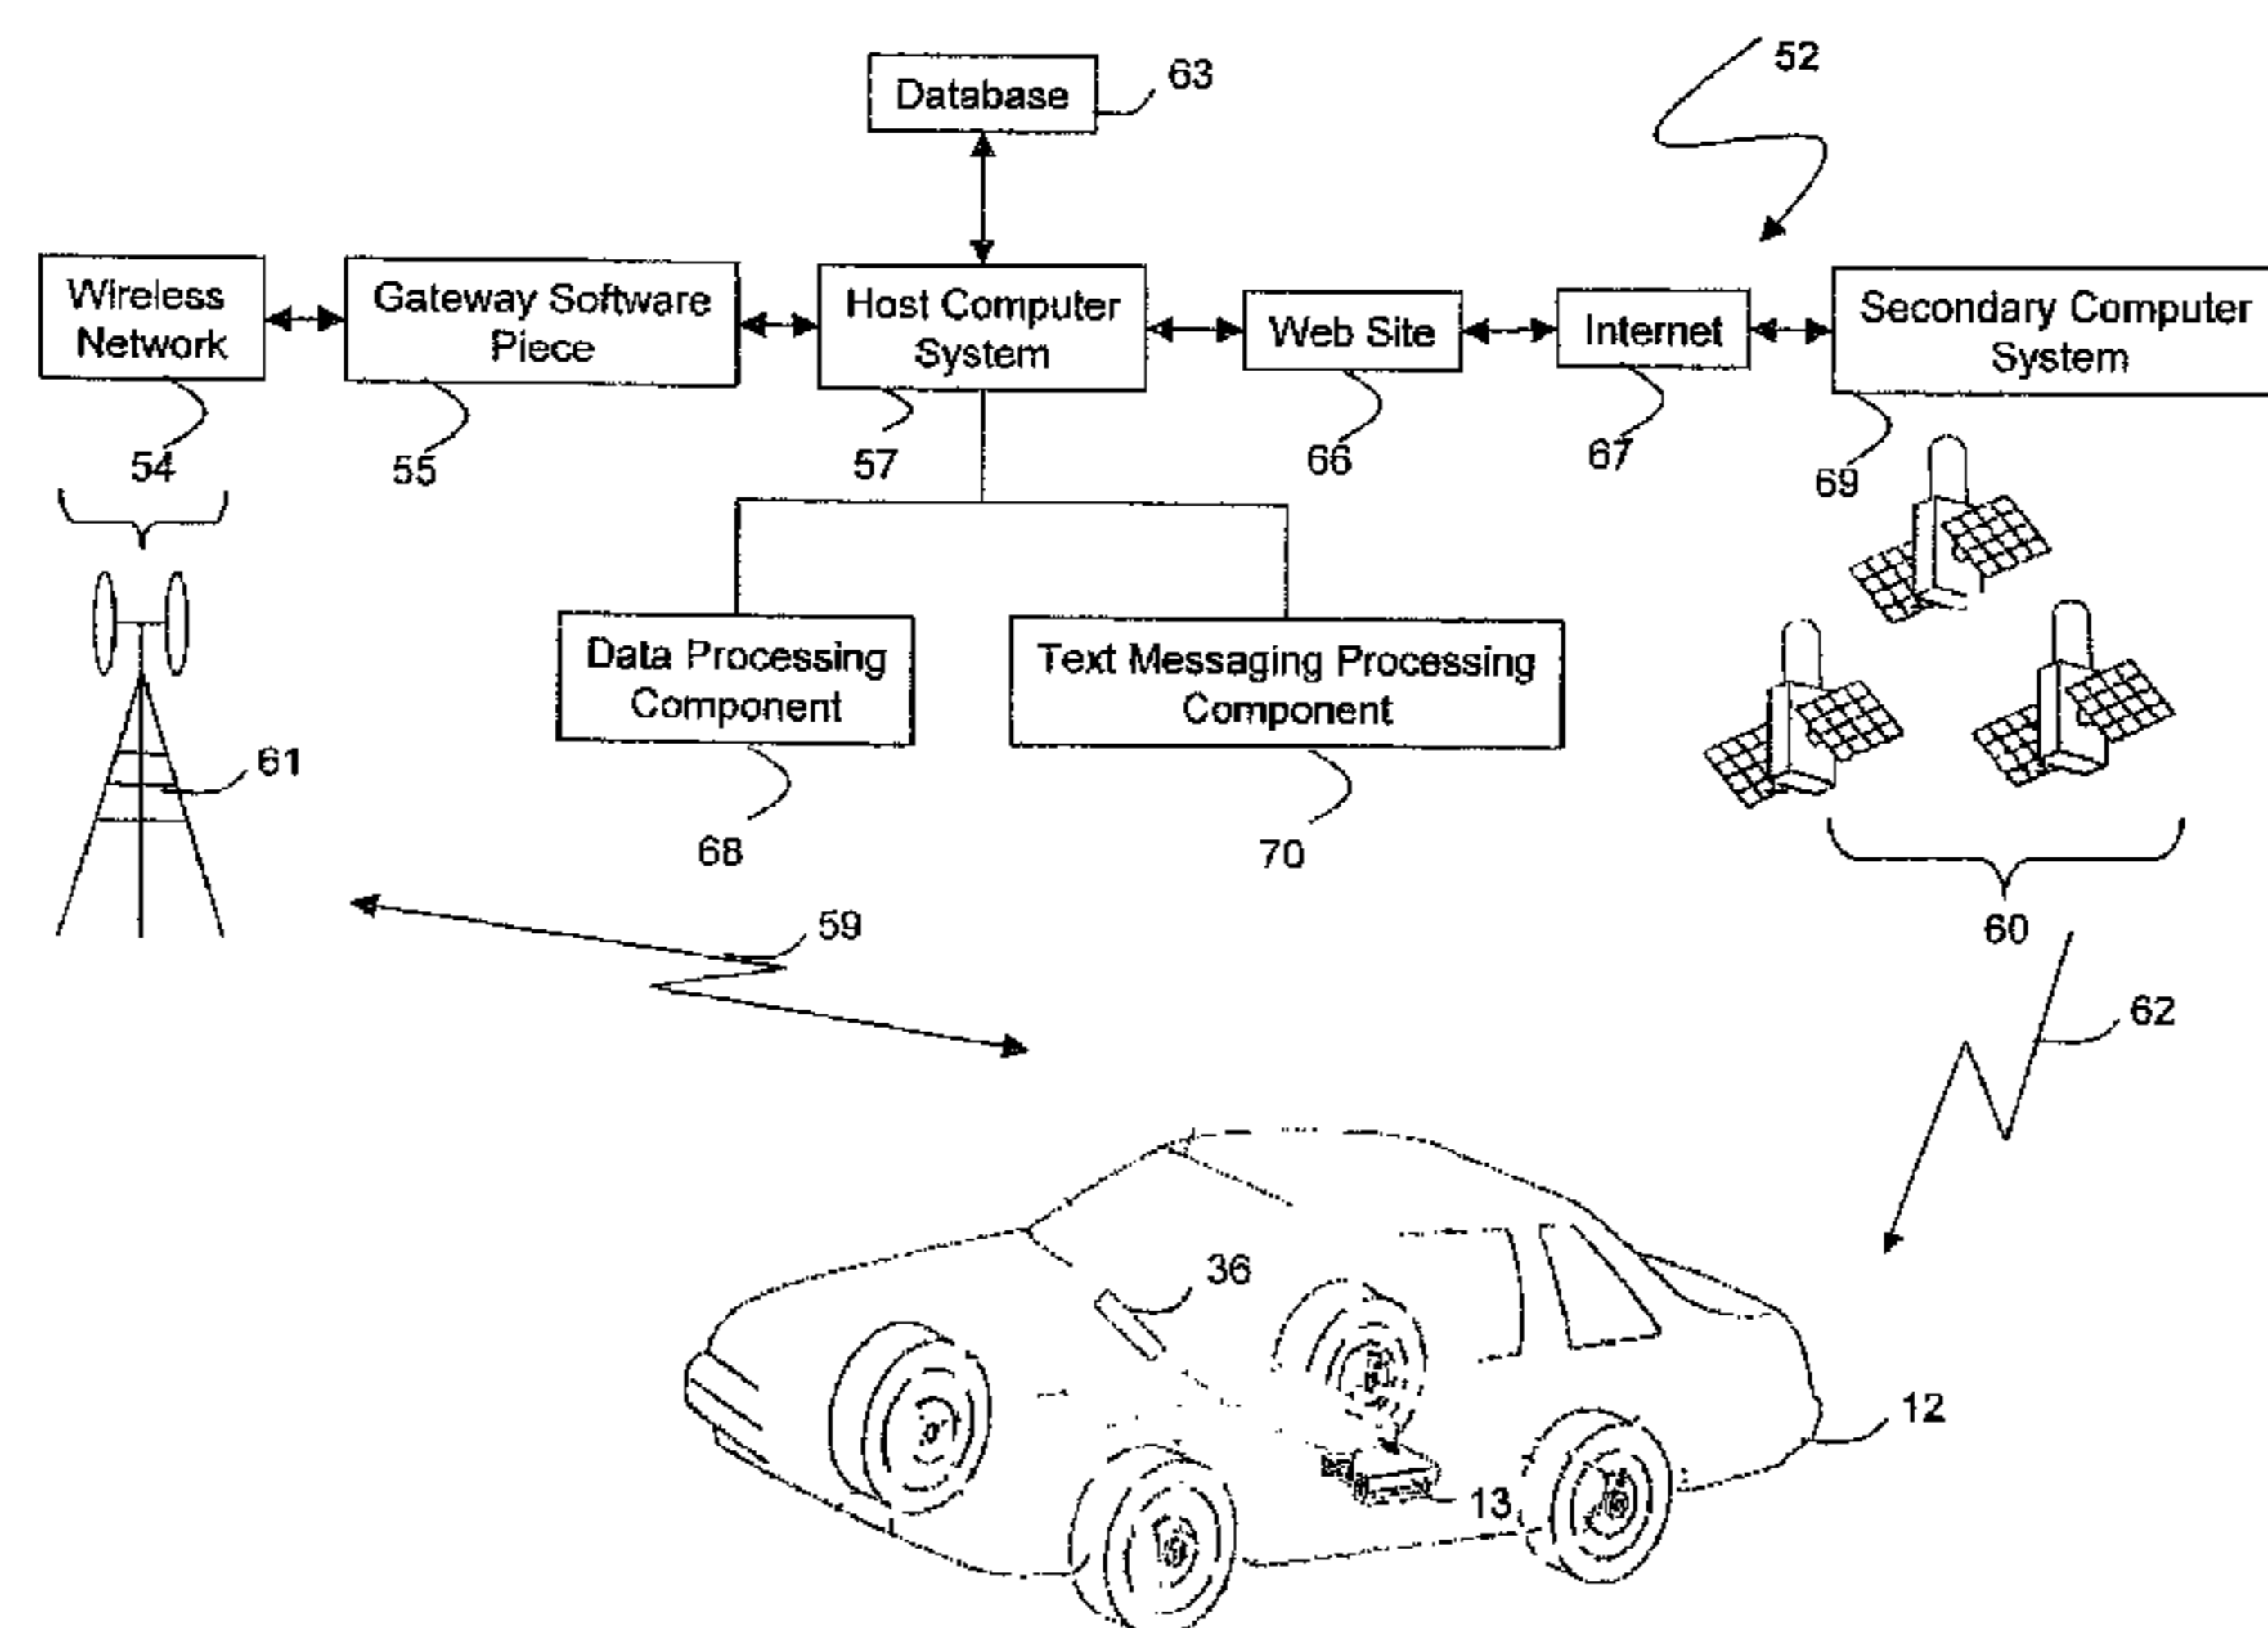 52
Database
63
Wireless
Network
Gateway Software
Piece
Host Computer
System
Web Site
Internet
Secondary Computer
System
54
55
57
66
67
69
Data Processing
Component
Text Messaging Processing
Component
61
68
70
60
59
62
36
12
13